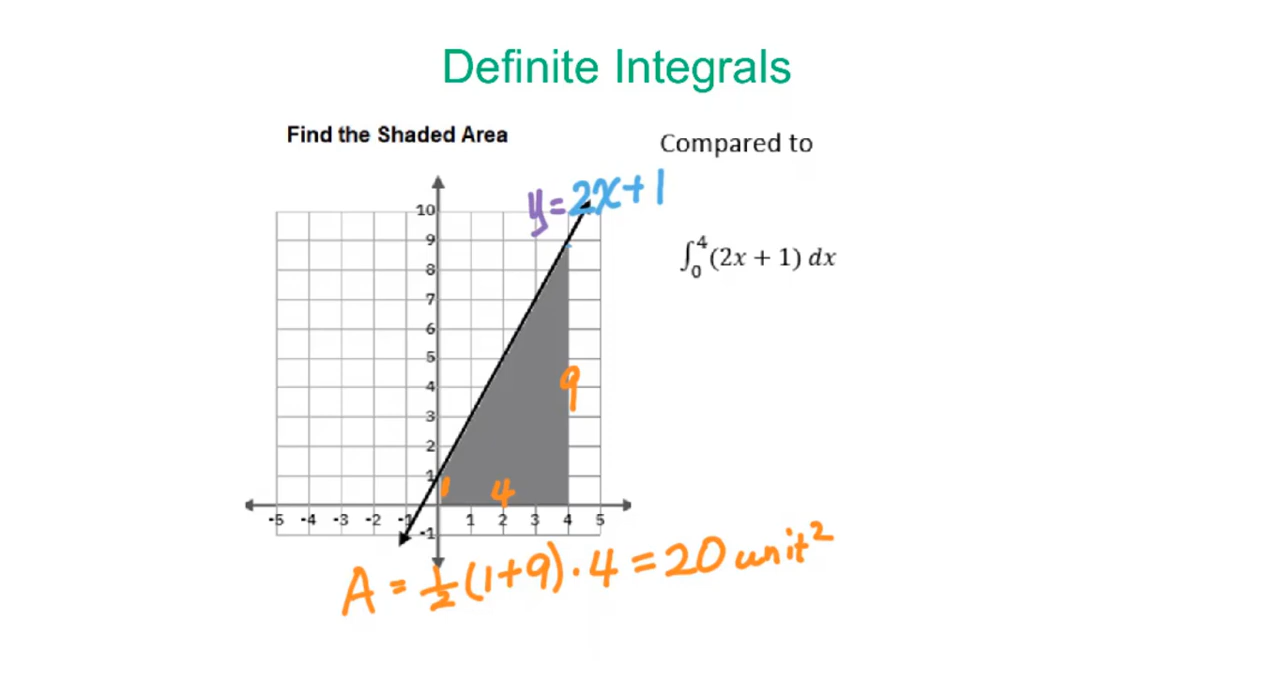 Definite Integrals
Find the Shaded Area
Compared to
y=2x+1
∫₀⁴(2x + 1) dx
10
9
8
7
6
5
4
3
2
1
-1
9
1
4
-5 -4 -3 -2 -1 1 2 3 4 5
A = 1/2 (1+9) · 4 = 20 unit²